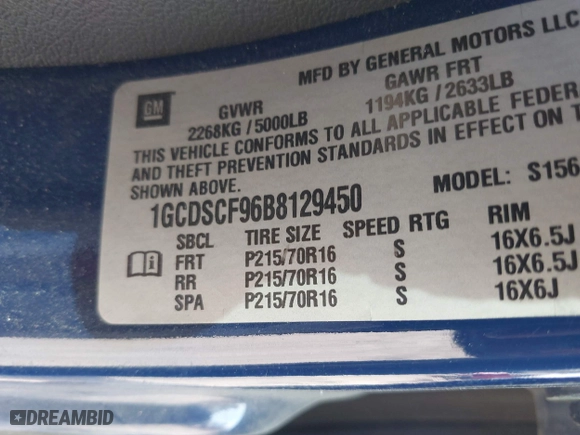 MFD BY GENERAL MOTORS LLC
GM
GVWR GAWR FRT
2268KG / 5000LB 1194KG / 2633LB
THIS VEHICLE CONFORMS TO ALL APPLICABLE FEDER
AND THEFT PREVENTION STANDARDS IN EFFECT ON T
SHOWN ABOVE.
1GCDSCF96B8129450 MODEL: S156
SBCL TIRE SIZE SPEED RTG RIM
FRT P215/70R16 S 16X6.5J
RR P215/70R16 S 16X6.5J
SPA P215/70R16 S 16X6J
DREAMBID